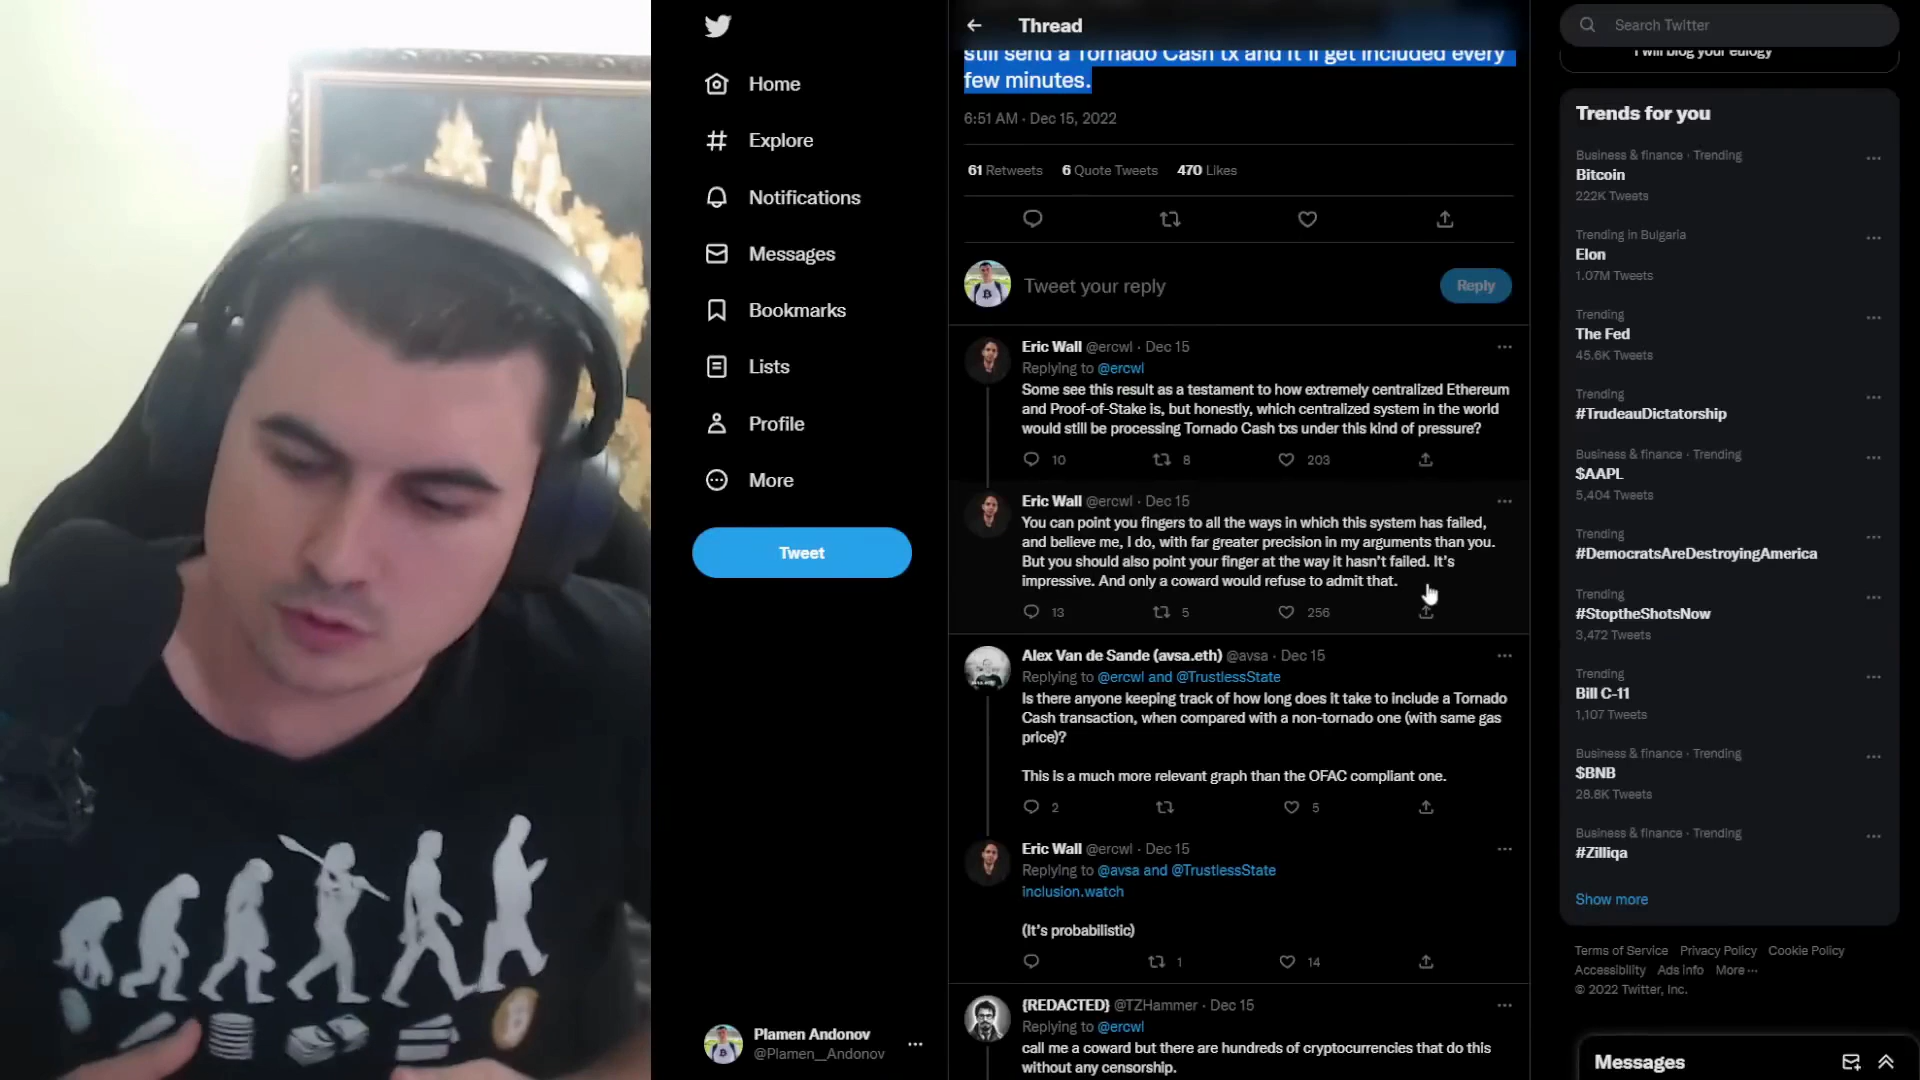 Thread
still send a Tornado Cash tx and it'll get included every
few minutes.
6:51 AM · Dec 15, 2022
61 Retweets 6 Quote Tweets 470 Likes
Tweet your reply
Reply
Eric Wall @ercwl · Dec 15
Replying to @ercwl
Some see this result as a testament to how extremely centralized Ethereum
and Proof-of-Stake is, but honestly, which centralized system in the world
would still be processing Tornado Cash txs under this kind of pressure?
10 8 203
Eric Wall @ercwl · Dec 15
You can point you fingers to all the ways in which this system has failed,
and believe me, I do, with far greater precision in my arguments than you.
But you should also point your finger at the way it hasn't failed. It's
impressive. And only a coward would refuse to admit that.
13 5 256
Alex Van de Sande (avsa.eth) @avsa · Dec 15
Replying to @ercwl and @TrustlessState
Is there anyone keeping track of how long does it take to include a Tornado
Cash transaction, when compared with a non-tornado one (with same gas
price)?
This is a much more relevant graph than the OFAC compliant one.
2 5
Eric Wall @ercwl · Dec 15
Replying to @avsa and @TrustlessState
inclusion.watch
(It's probabilistic)
1 14
{REDACTED} @TZHammer · Dec 15
Replying to @ercwl
call me a coward but there are hundreds of cryptocurrencies that do this
without any censorship.
Home
Explore
Notifications
Messages
Bookmarks
Lists
Profile
More
Tweet
Plamen Andonov
@Plamen__Andonov
Search Twitter
I will blog your eulogy
Trends for you
Business & finance · Trending
Bitcoin
222K Tweets
Trending in Bulgaria
Elon
1.07M Tweets
Trending
The Fed
45.6K Tweets
Trending
#TrudeauDictatorship
Business & finance · Trending
$AAPL
5,404 Tweets
Trending
#DemocratsAreDestroyingAmerica
Trending
#StoptheShotsNow
3,472 Tweets
Trending
Bill C-11
1,107 Tweets
Business & finance · Trending
$BNB
28.8K Tweets
Business & finance · Trending
#Zilliqa
Show more
Terms of Service Privacy Policy Cookie Policy
Accessibility Ads info More ···
© 2022 Twitter, Inc.
Messages